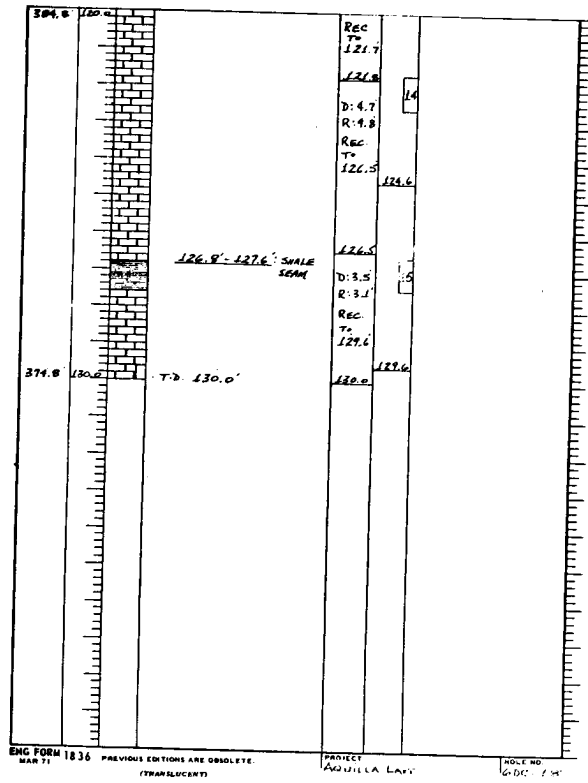 384.8 120.0
REC
TO
121.7
121.8
14
D: 4.7
R: 4.8
REC
TO
126.5
124.6
126.5
126.8' - 127.6' : SHALE
SEAM
D: 3.5
R: 3.1
REC
TO
129.6
129.6
374.8 130.0 T.D. 130.0'
130.0
ENG FORM 1836 PREVIOUS EDITIONS ARE OBSOLETE.
MAR 71
(TRANSLUCENT)
PROJECT
AQUILLA LAKE
HOLE NO.
6DC-